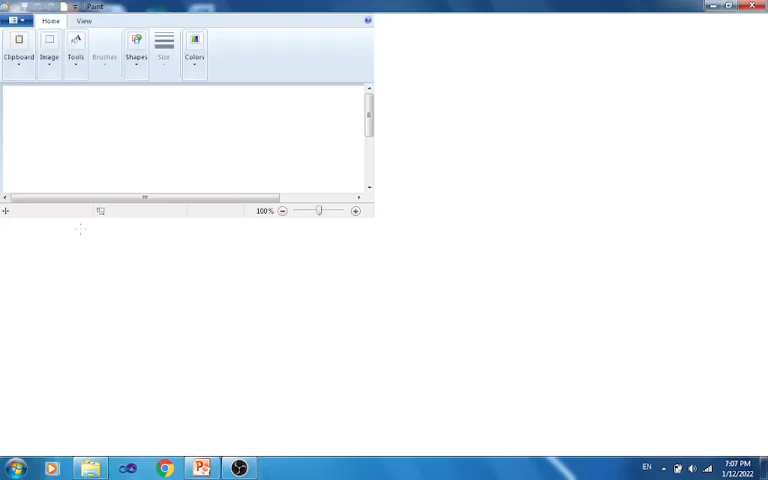 Paint
Home View
Clipboard Image Tools Brushes Shapes Size Colors
100%
EN 7:07 PM
1/12/2022